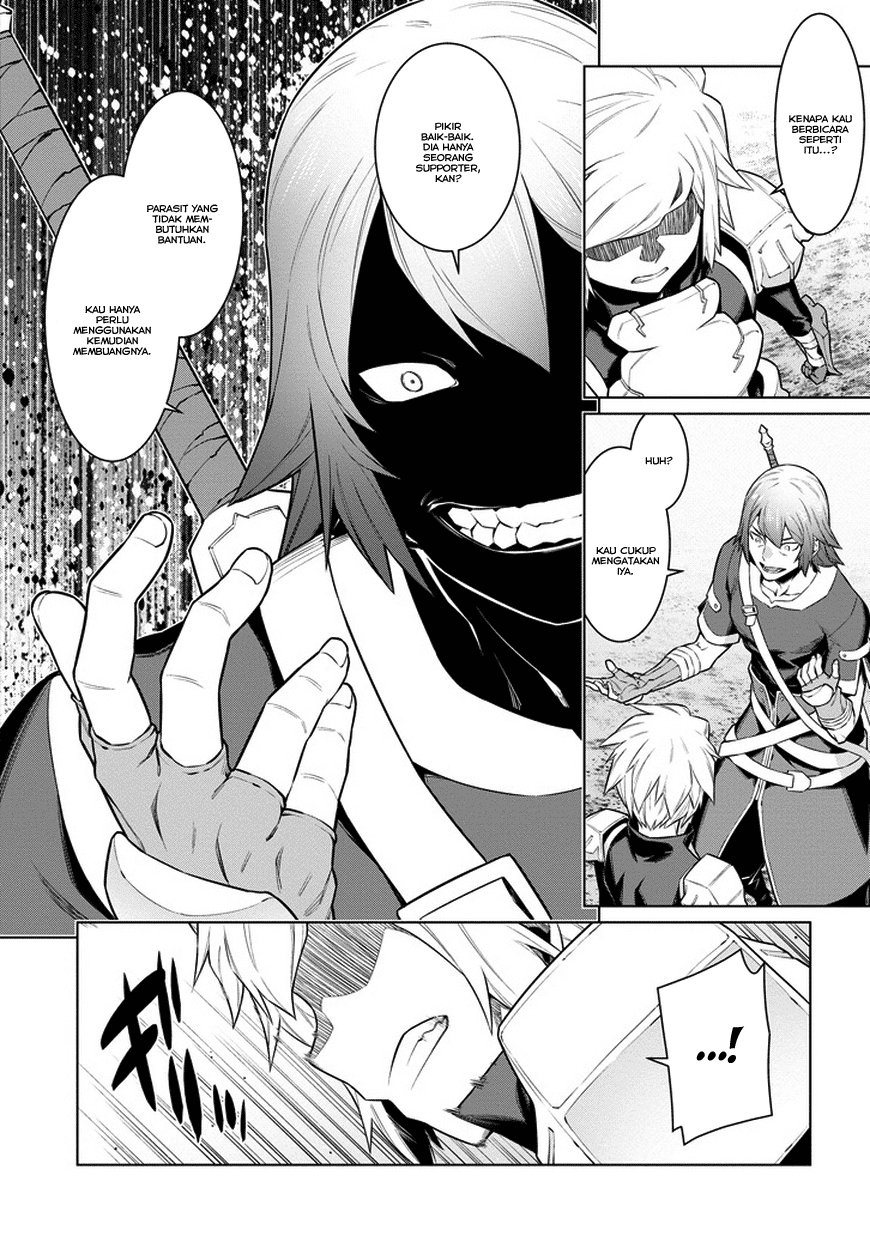 KENAPA KAU
BERBICARA
SEPERTI
ITU...?
HUH?
KAU CUKUP
MENGATAKAN
IYA.
PIKIR
BAIK-BAIK.
DIA HANYA
SEORANG
SUPPORTER,
KAN?
PARASIT YANG
TIDAK MEM-
BUTUHKAN
BANTUAN.
KAU HANYA
PERLU
MENGGUNAKAN
KEMUDIAN
MEMBUANGNYA.
...!
ギリッ